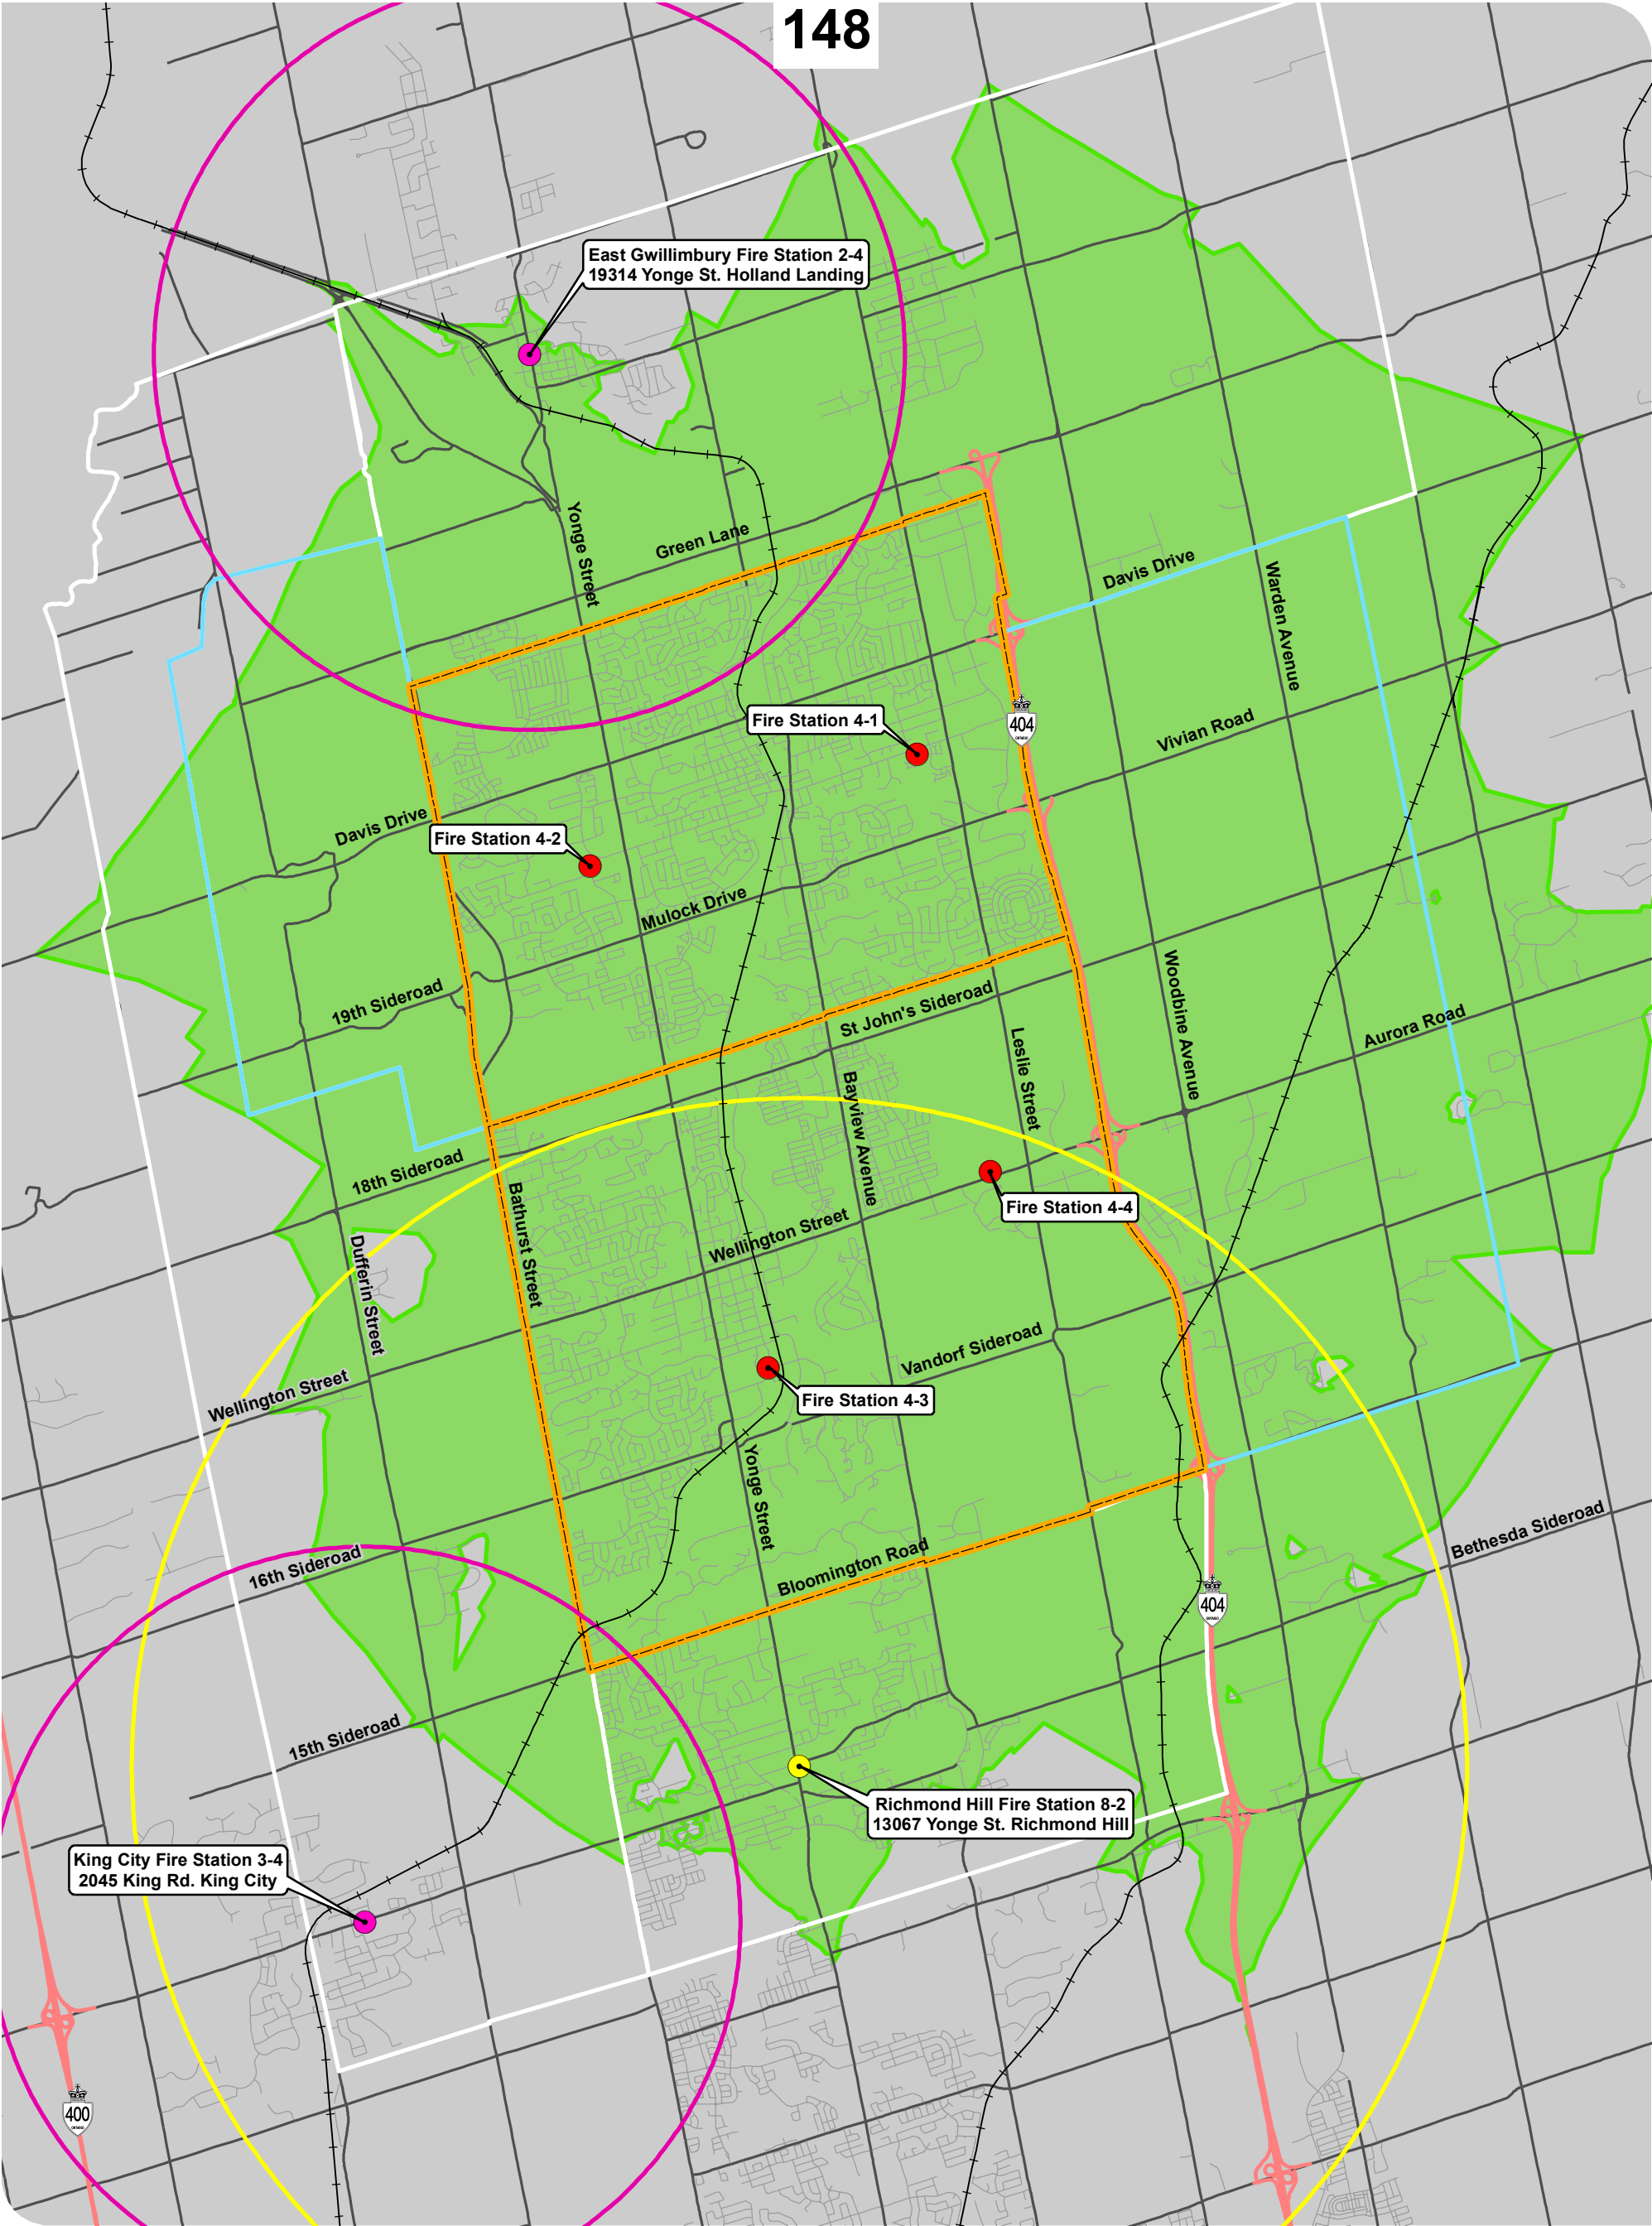 148
East Gwillimbury Fire Station 2-4
19314 Yonge St. Holland Landing
Yonge Street
Green Lane
Davis Drive
Warden Avenue
Fire Station 4-1
404
ONTARIO
Vivian Road
Davis Drive
Fire Station 4-2
Mulock Drive
19th Sideroad
St John's Sideroad
Woodbine Avenue
Aurora Road
Leslie Street
Bayview Avenue
18th Sideroad
Bathurst Street
Fire Station 4-4
Wellington Street
Dufferin Street
Vandorf Sideroad
Wellington Street
Fire Station 4-3
Yonge Street
Bethesda Sideroad
16th Sideroad
Bloomington Road
404
ONTARIO
15th Sideroad
Richmond Hill Fire Station 8-2
13067 Yonge St. Richmond Hill
King City Fire Station 3-4
2045 King Rd. King City
400
ONTARIO